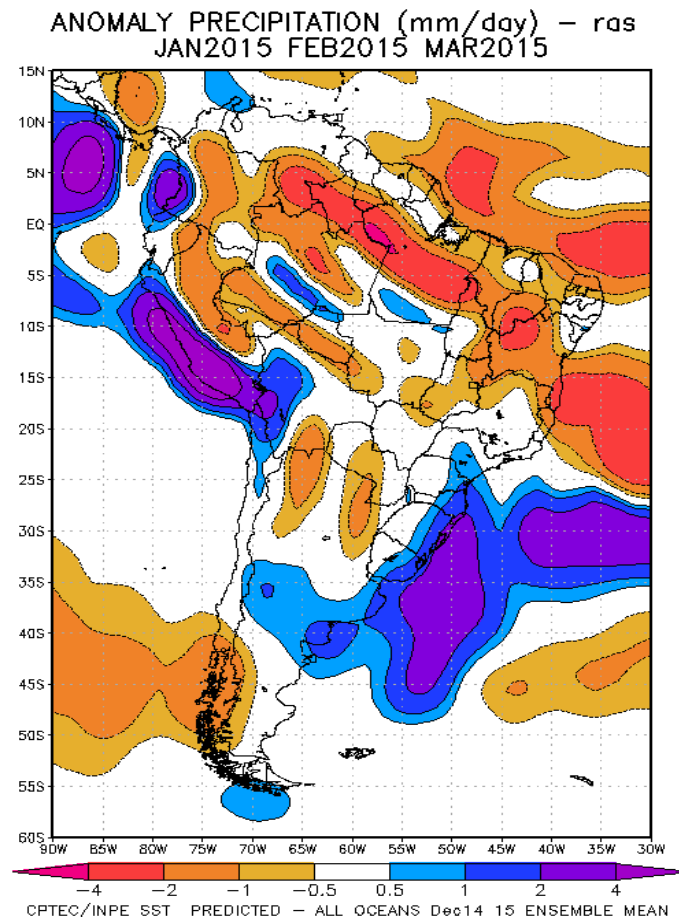 ANOMALY PRECIPITATION (mm/day) – ras
JAN2015 FEB2015 MAR2015
15N
10N
5N
EQ
5S
10S
15S
20S
25S
30S
35S
40S
45S
50S
55S
60S
90W 85W 80W 75W 70W 65W 60W 55W 50W 45W 40W 35W 30W
−4 −2 −1 −0.5 0.5 1 2 4
CPTEC/INPE SST PREDICTED – ALL OCEANS Dec14 15 ENSEMBLE MEAN